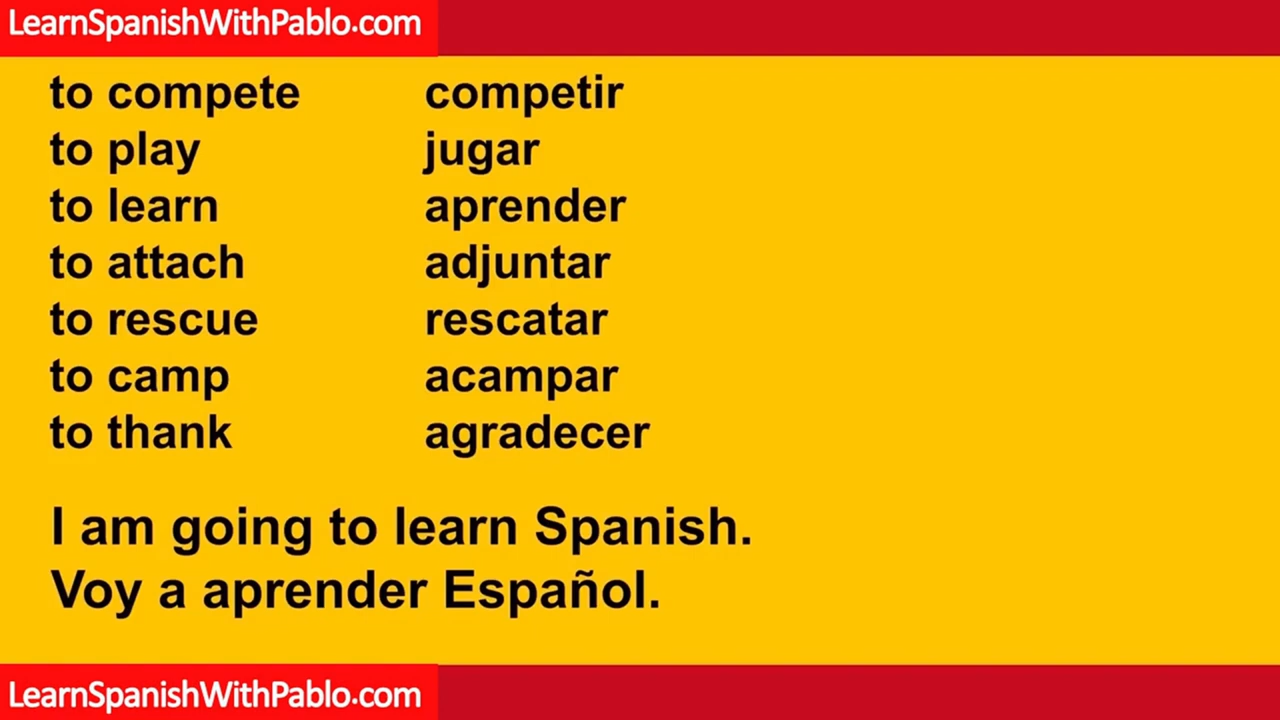 LearnSpanishWithPablo.com
to compete competir
to play jugar
to learn aprender
to attach adjuntar
to rescue rescatar
to camp acampar
to thank agradecer
I am going to learn Spanish.
Voy a aprender Español.
LearnSpanishWithPablo.com